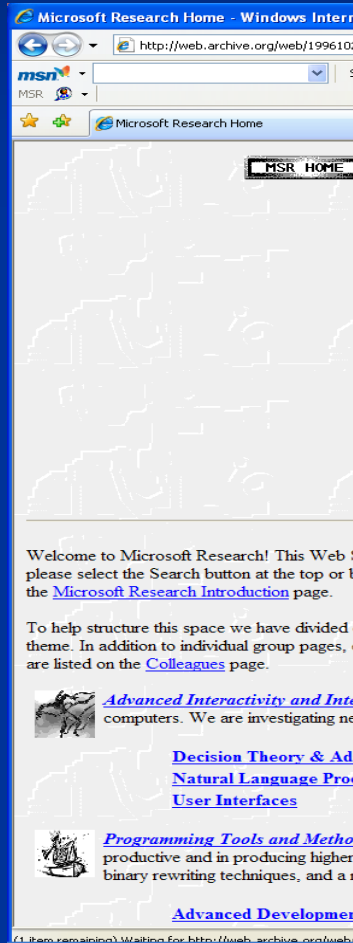 Microsoft Research Home - Windows Intern
http://web.archive.org/web/1996102
msn
MSR
Microsoft Research Home
MSR HOME
Welcome to Microsoft Research! This Web S
please select the Search button at the top or b
the Microsoft Research Introduction page.
To help structure this space we have divided
theme. In addition to individual group pages,
are listed on the Colleagues page.
Advanced Interactivity and Inte
computers. We are investigating ne
Decision Theory & Ad
Natural Language Proc
User Interfaces
Programming Tools and Metho
productive and in producing higher
binary rewriting techniques, and a r
Advanced Developmen
(1 item remaining) Waiting for http://web.archive.org/web